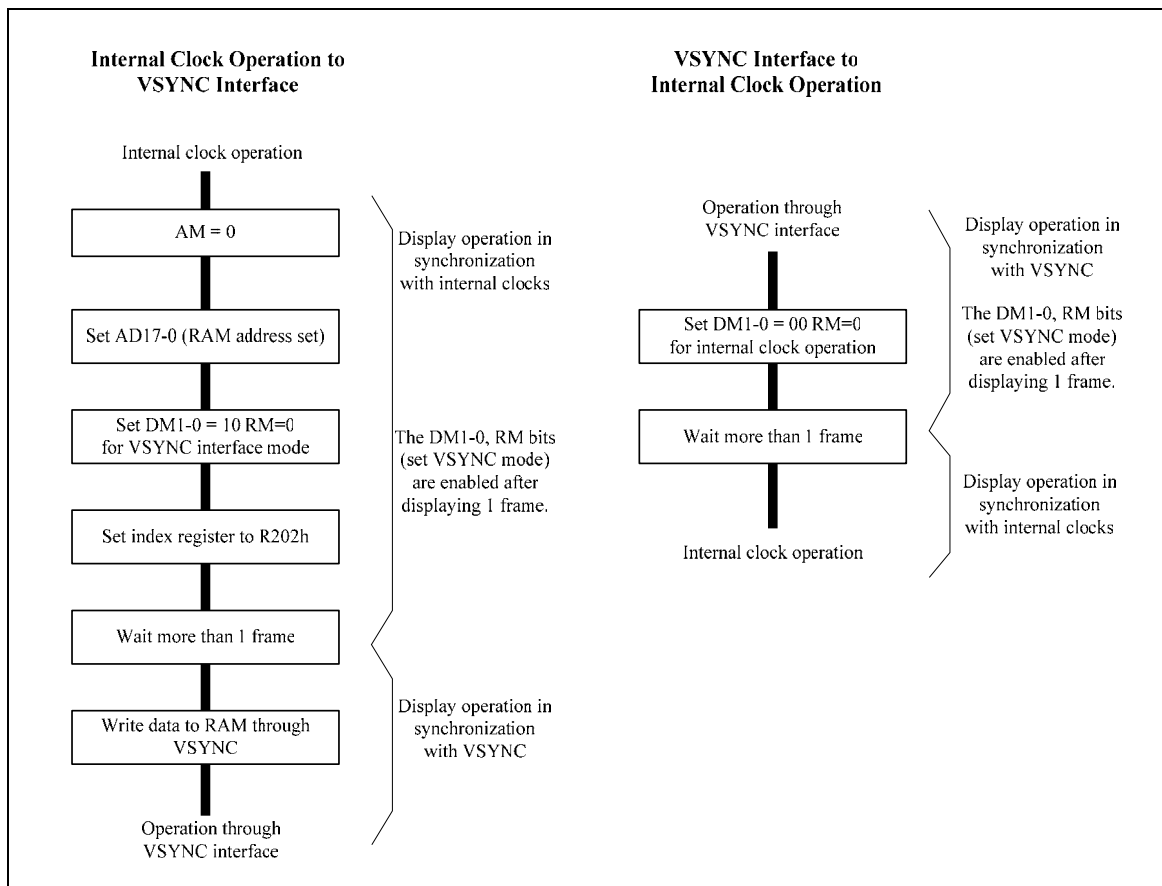 Internal Clock Operation to
VSYNC Interface
Internal clock operation
AM = 0
Set AD17-0 (RAM address set)
Set DM1-0 = 10 RM=0
for VSYNC interface mode
Set index register to R202h
Wait more than 1 frame
Write data to RAM through
VSYNC
Operation through
VSYNC interface
Display operation in
synchronization
with internal clocks
The DM1-0, RM bits
(set VSYNC mode)
are enabled after
displaying 1 frame.
Display operation in
synchronization
with VSYNC
VSYNC Interface to
Internal Clock Operation
Operation through
VSYNC interface
Set DM1-0 = 00 RM=0
for internal clock operation
Wait more than 1 frame
Internal clock operation
Display operation in
synchronization
with VSYNC
The DM1-0, RM bits
(set VSYNC mode)
are enabled after
displaying 1 frame.
Display operation in
synchronization
with internal clocks